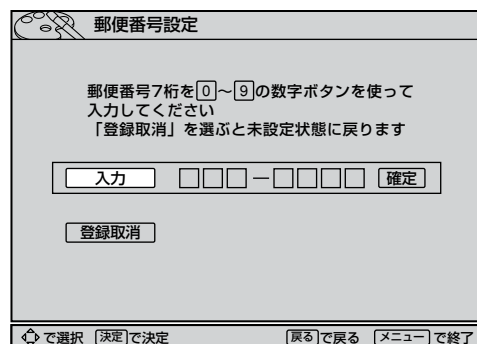 郵便番号設定
郵便番号7桁を0～9の数字ボタンを使って
入力してください
「登録取消」を選ぶと未設定状態に戻ります
入力 □□□－□□□□ 確定
登録取消
で選択 決定で決定 戻るで戻る メニューで終了